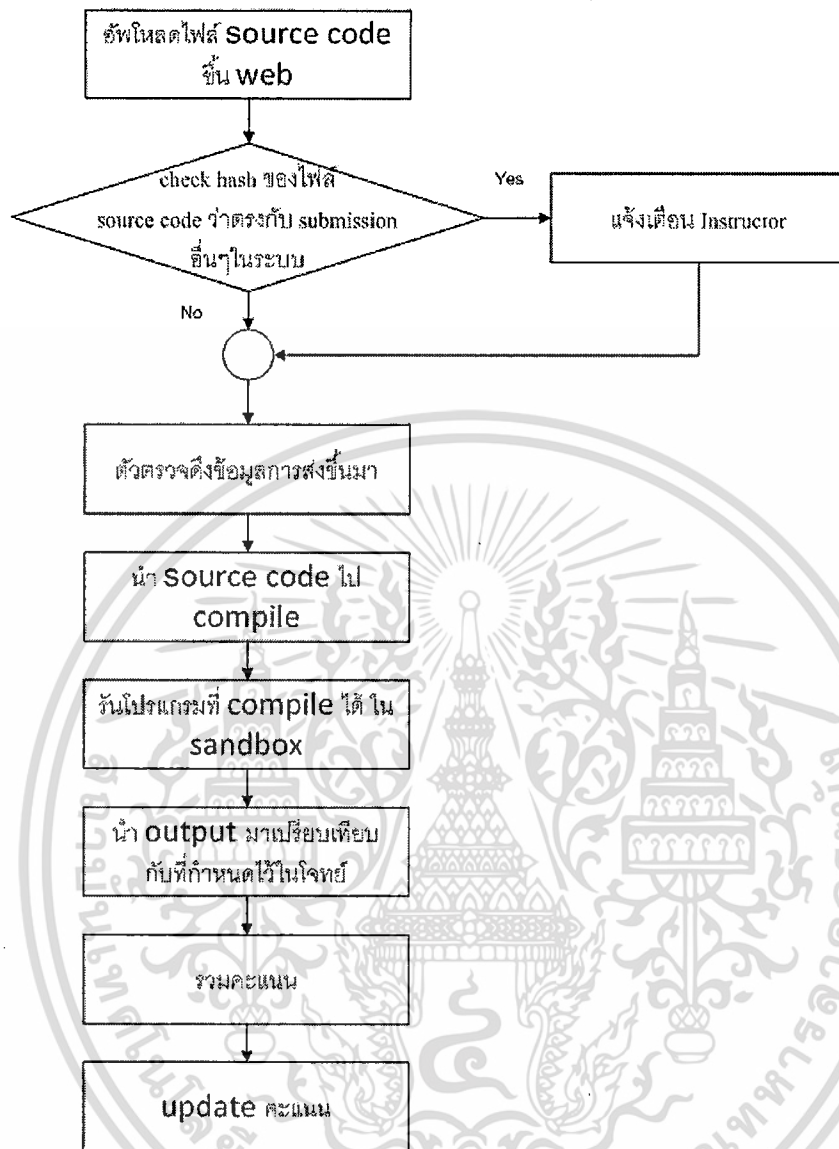 อัพโหลดไฟล์ source code
ขึ้น web
check hash ของไฟล์
source code ว่าตรงกับ submission
อื่นๆในระบบ
Yes
แจ้งเตือน Instructor
No
ตัวตรวจดึงข้อมูลการส่งขึ้นมา
นำ source code ไป
compile
รันโปรแกรมที่ compile ได้ ใน
sandbox
นำ output มาเปรียบเทียบ
กับที่กำหนดไว้ในโจทย์
รวมคะแนน
update คะแนน